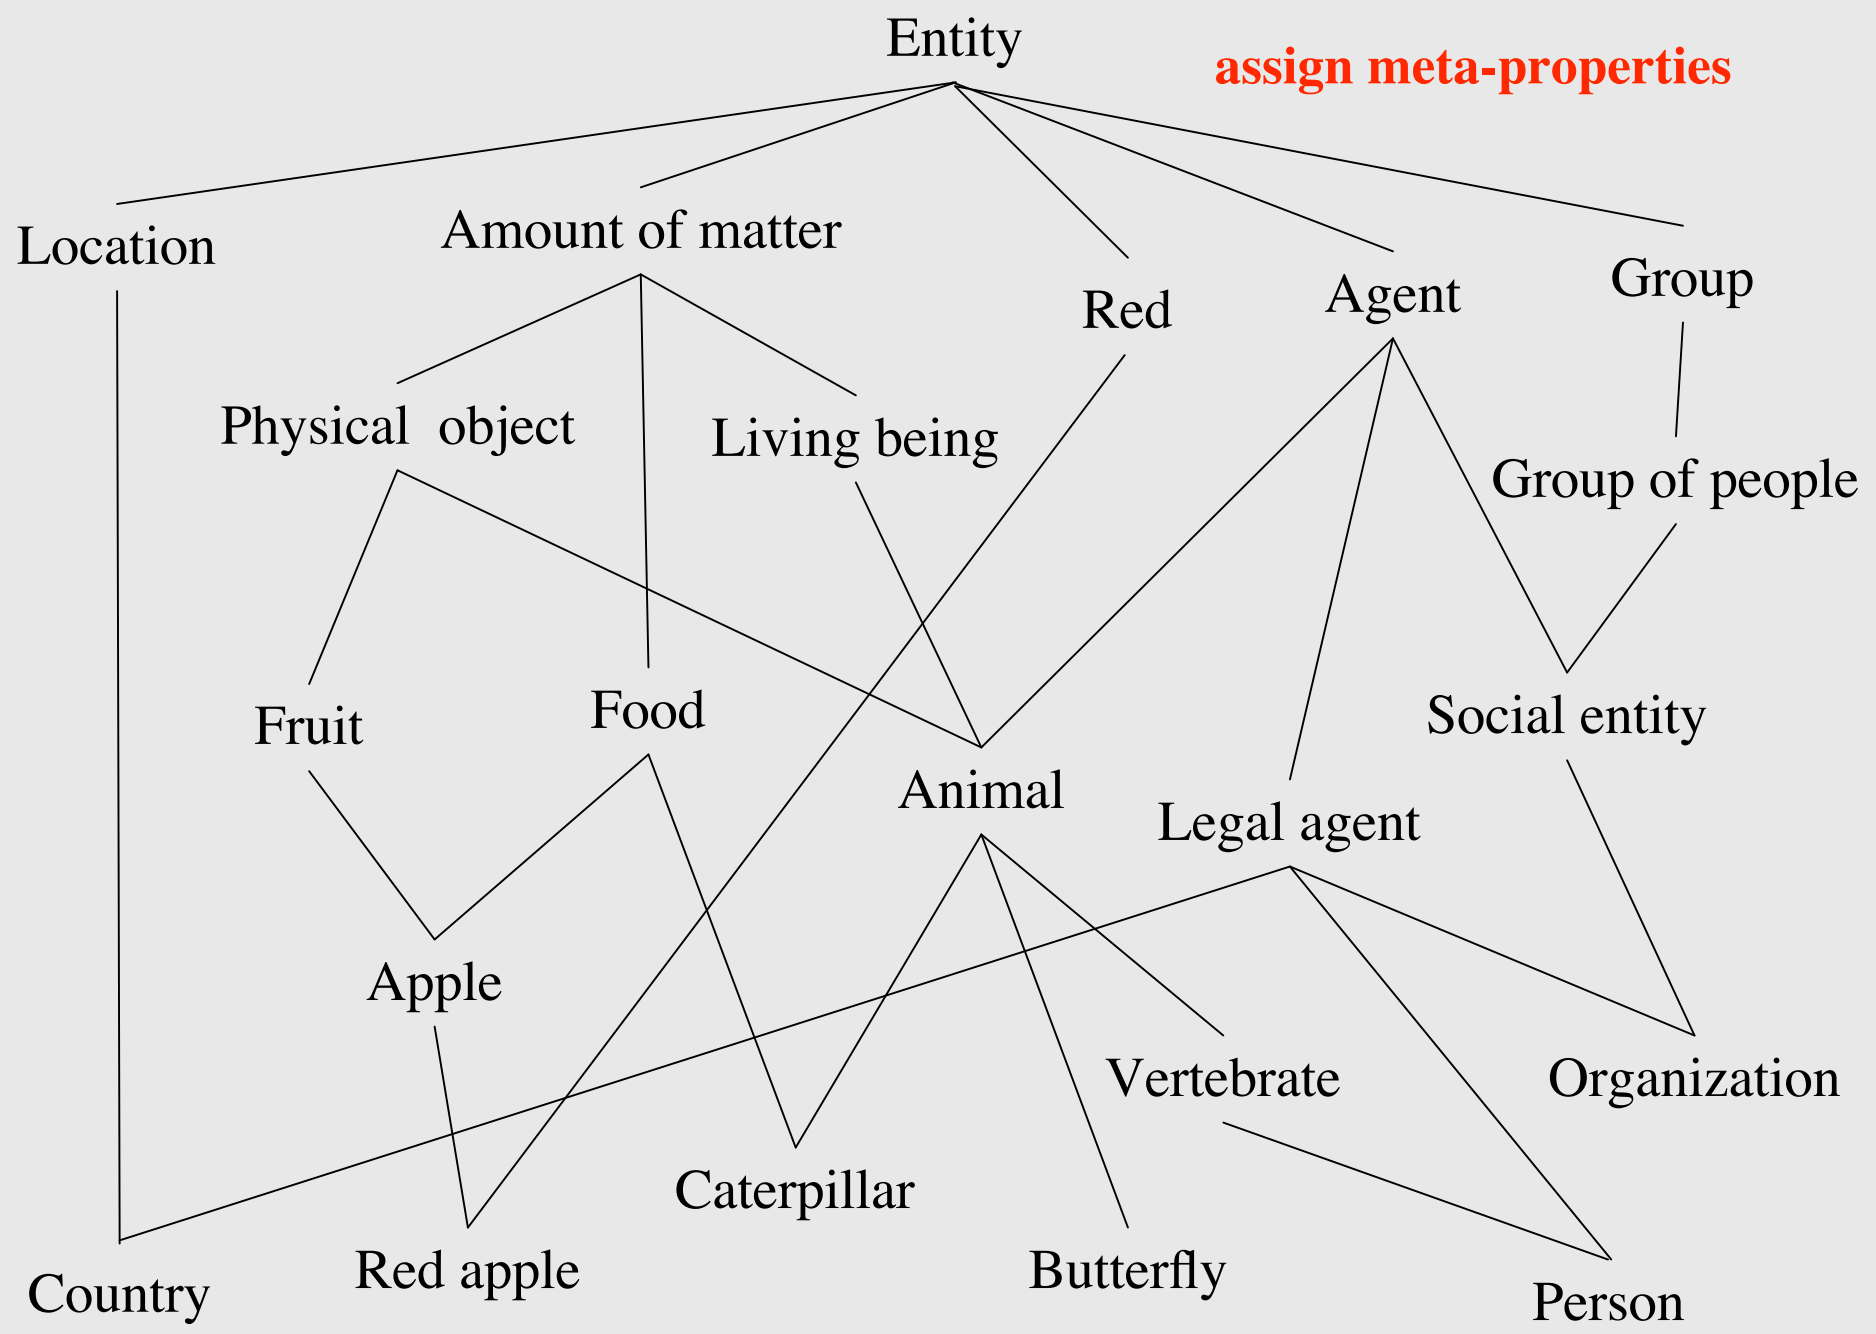 Entity
assign meta-properties
Location
Amount of matter
Red
Agent
Group
Physical object
Living being
Group of people
Fruit
Food
Animal
Legal agent
Social entity
Apple
Vertebrate
Organization
Caterpillar
Country
Red apple
Butterfly
Person